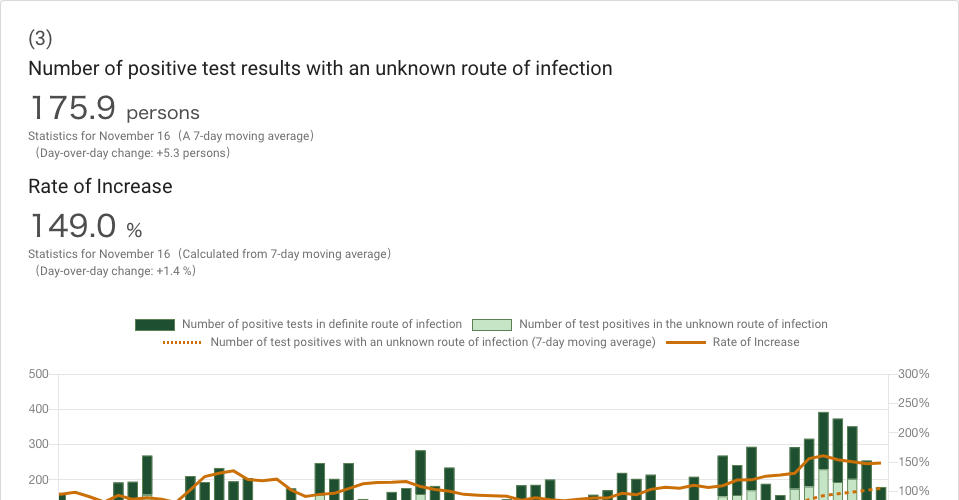 (3)
Number of positive test results with an unknown route of infection
175.9 persons
Statistics for November 16（A 7-day moving average）
（Day-over-day change: +5.3 persons）
Rate of Increase
149.0 %
Statistics for November 16（Calculated from 7-day moving average）
（Day-over-day change: +1.4 %）
Number of positive tests in definite route of infection Number of test positives in the unknown route of infection
Number of test positives with an unknown route of infection (7-day moving average) Rate of Increase
500 300%
400 250%
300 200%
200 150%
100%